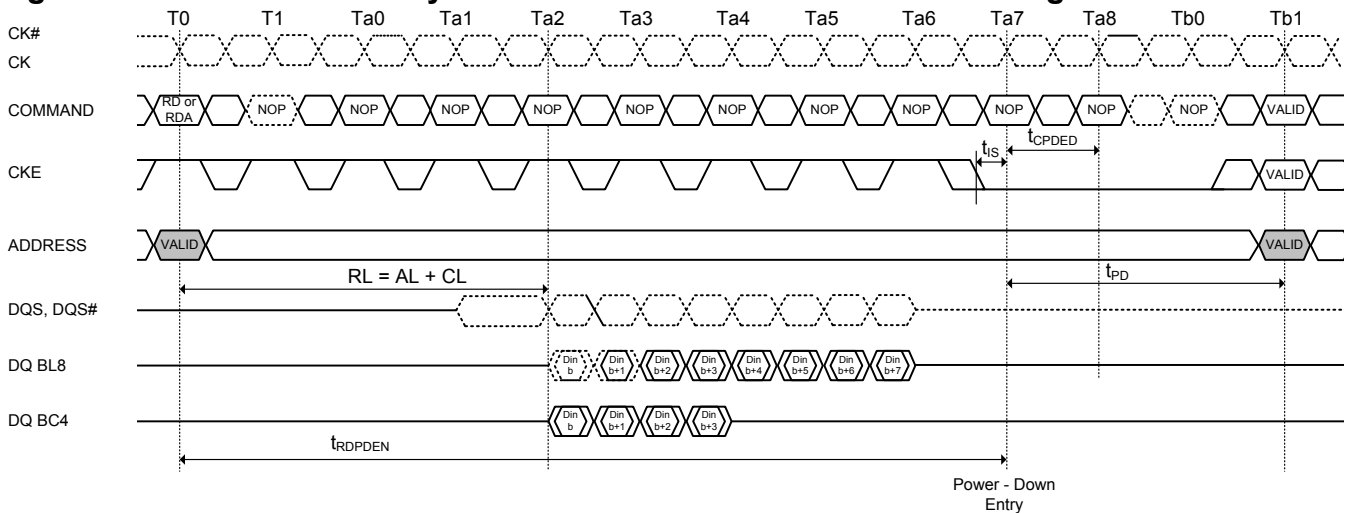 T0 T1 Ta0 Ta1 Ta2 Ta3 Ta4 Ta5 Ta6 Ta7 Ta8 Tb0 Tb1
CK#
CK
COMMAND RD or RDA NOP NOP NOP NOP NOP NOP NOP NOP NOP NOP NOP VALID
tIS tCPDED
CKE VALID
ADDRESS VALID VALID
RL = AL + CL tPD
DQS, DQS#
DQ BL8 Din b Din b+1 Din b+2 Din b+3 Din b+4 Din b+5 Din b+6 Din b+7
DQ BC4 Din b Din b+1 Din b+2 Din b+3
tRDPDEN
Power - Down
Entry